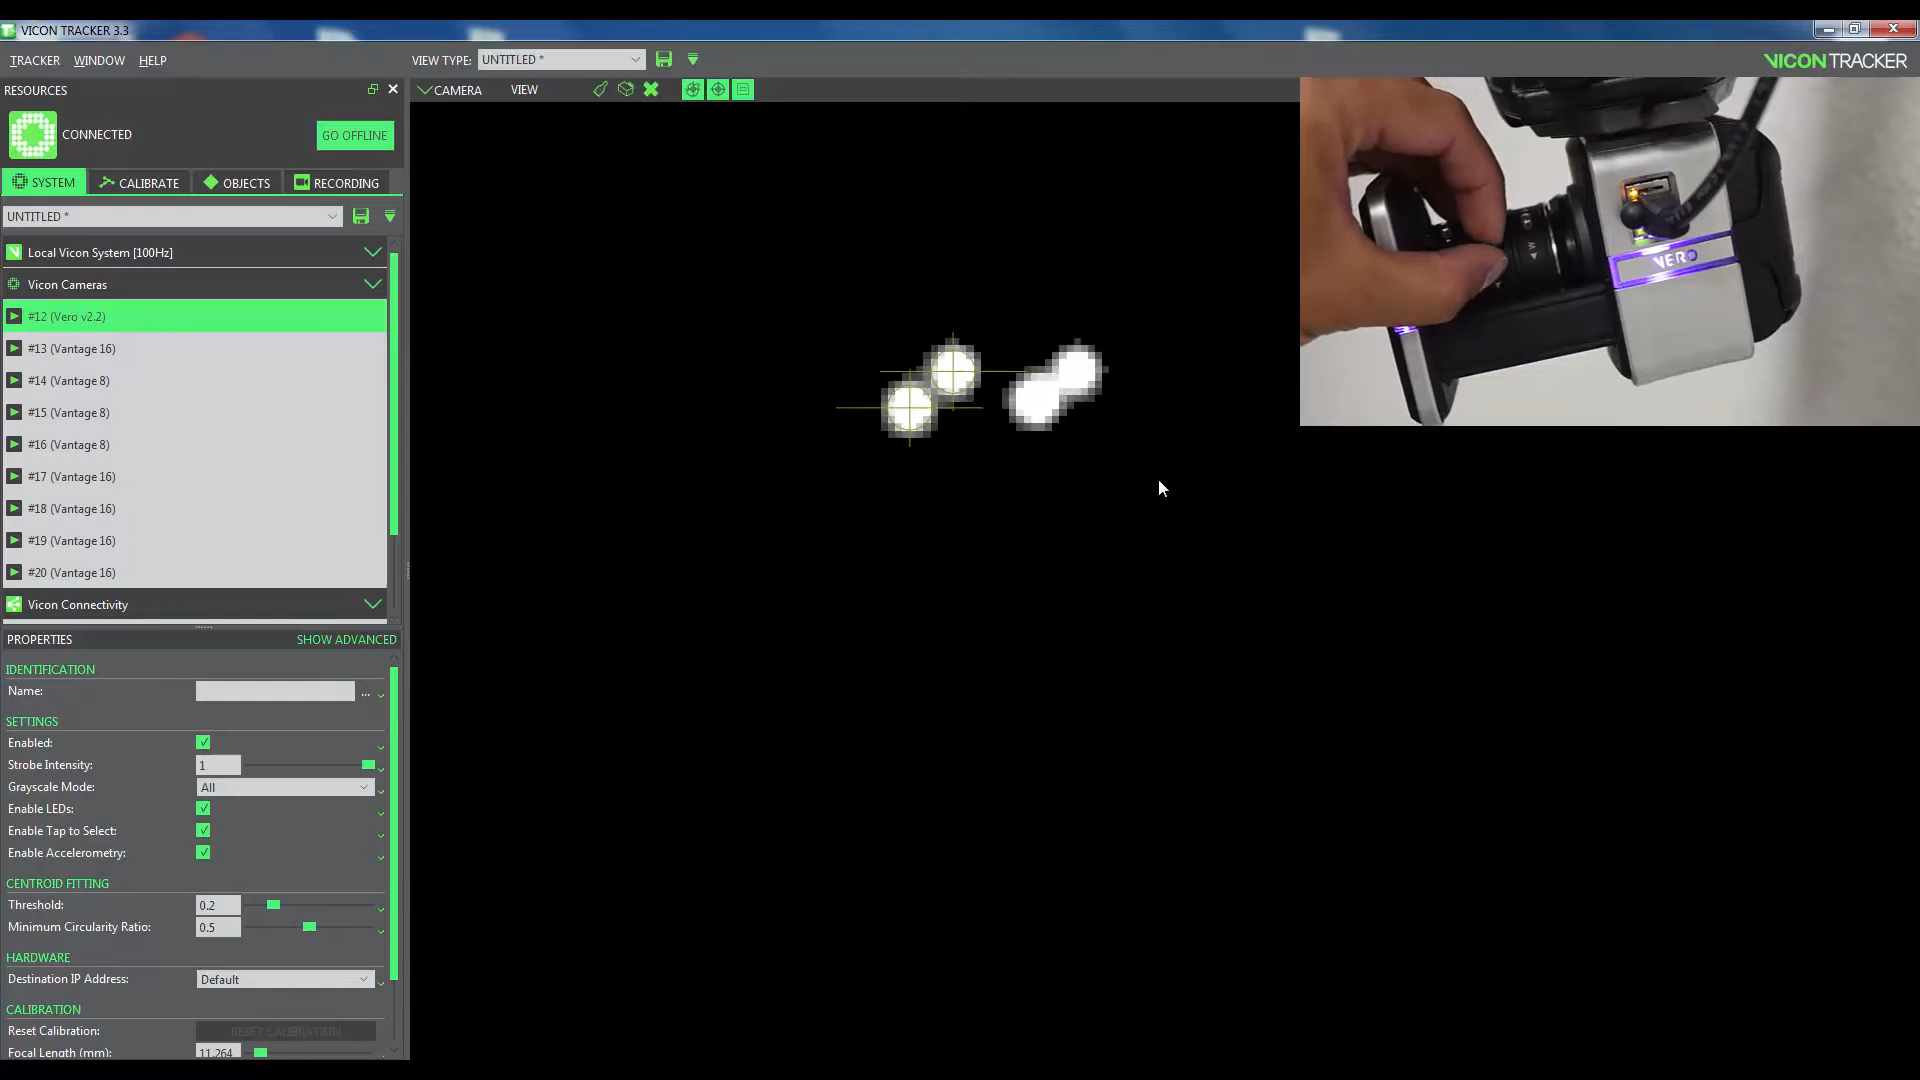 VICON TRACKER 3.3
TRACKER WINDOW HELP
VIEW TYPE: UNTITLED *
VICONTRACKER
RESOURCES
CAMERA VIEW
CONNECTED
GO OFFLINE
SYSTEM CALIBRATE OBJECTS RECORDING
UNTITLED *
Local Vicon System [100Hz]
Vicon Cameras
#12 (Vero v2.2)
#13 (Vantage 16)
#14 (Vantage 8)
#15 (Vantage 8)
#16 (Vantage 8)
#17 (Vantage 16)
#18 (Vantage 16)
#19 (Vantage 16)
#20 (Vantage 16)
Vicon Connectivity
VERO
PROPERTIES SHOW ADVANCED
IDENTIFICATION
Name: ...
SETTINGS
Enabled:
Strobe Intensity: 1
Grayscale Mode: All
Enable LEDs:
Enable Tap to Select:
Enable Accelerometry:
CENTROID FITTING
Threshold: 0.2
Minimum Circularity Ratio: 0.5
HARDWARE
Destination IP Address: Default
CALIBRATION
Reset Calibration: RESET CALIBRATION
Focal Length (mm): 11.264